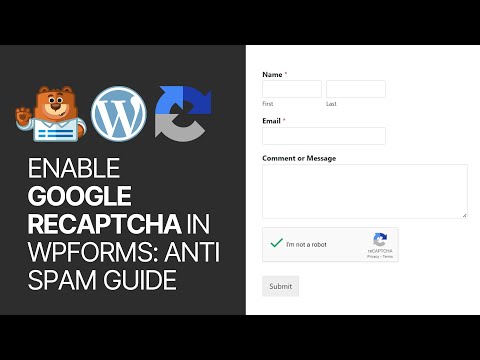 ENABLE
GOOGLE
RECAPTCHA IN
WPFORMS: ANTI
SPAM GUIDE
Name *
First Last
Email *
Comment or Message
I'm not a robot
reCAPTCHA
Privacy - Terms
Submit